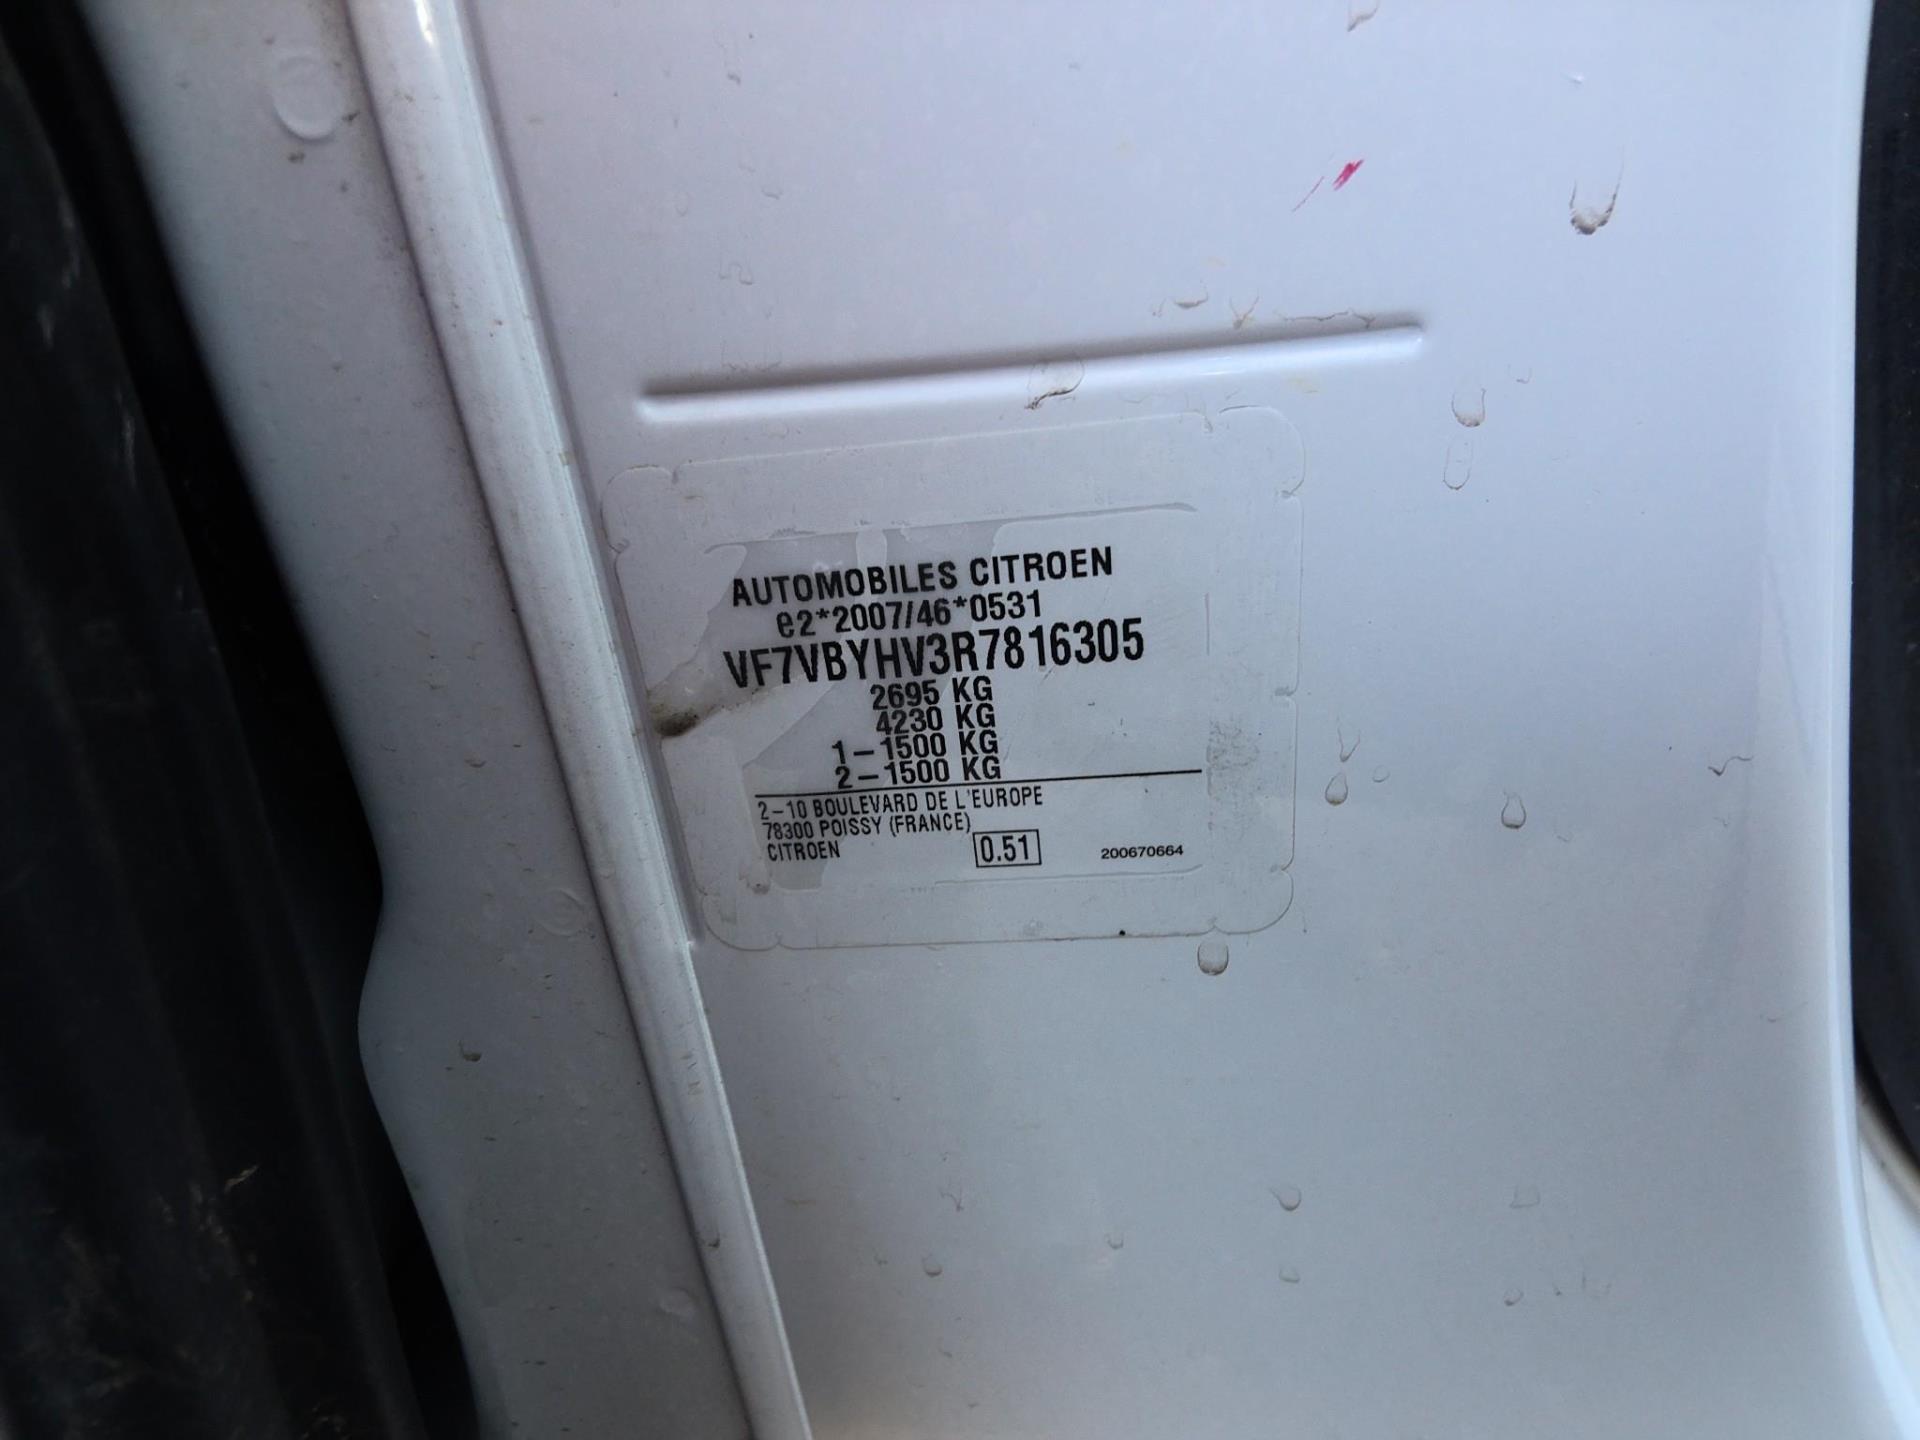 AUTOMOBILES CITROEN
e2*2007/46*0531
VF7VBYHV3R7816305
2695 KG
4230 KG
1-1500 KG
2-1500 KG
2-10 BOULEVARD DE L'EUROPE
78300 POISSY (FRANCE)
CITROEN
0.51
200670664